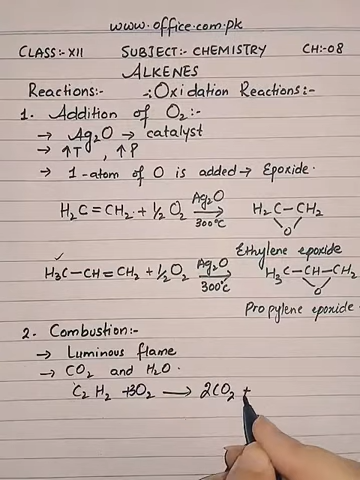 www.office.com.pk
CLASS:- XII SUBJECT:- CHEMISTRY CH:- 08
ALKENES
Reactions:- :-Oxidation Reactions:-
1. Addition of O₂:-
→ Ag₂O → catalyst
→ ↑T , ↑P
→ 1-atom of O is added → Epoxide.
H₂C=CH₂ + 1/2 O₂ Ag₂O → 300°C H₂C-CH₂ O
Ethylene epoxide
H₃C-CH=CH₂ + 1/2 O₂ Ag₂O → 300°C H₃C-CH-CH₂ O
Propylene epoxide.
2. Combustion:-
→ Luminous flame
→ CO₂ and H₂O.
C₂H₂ + 3O₂ → 2CO₂ +